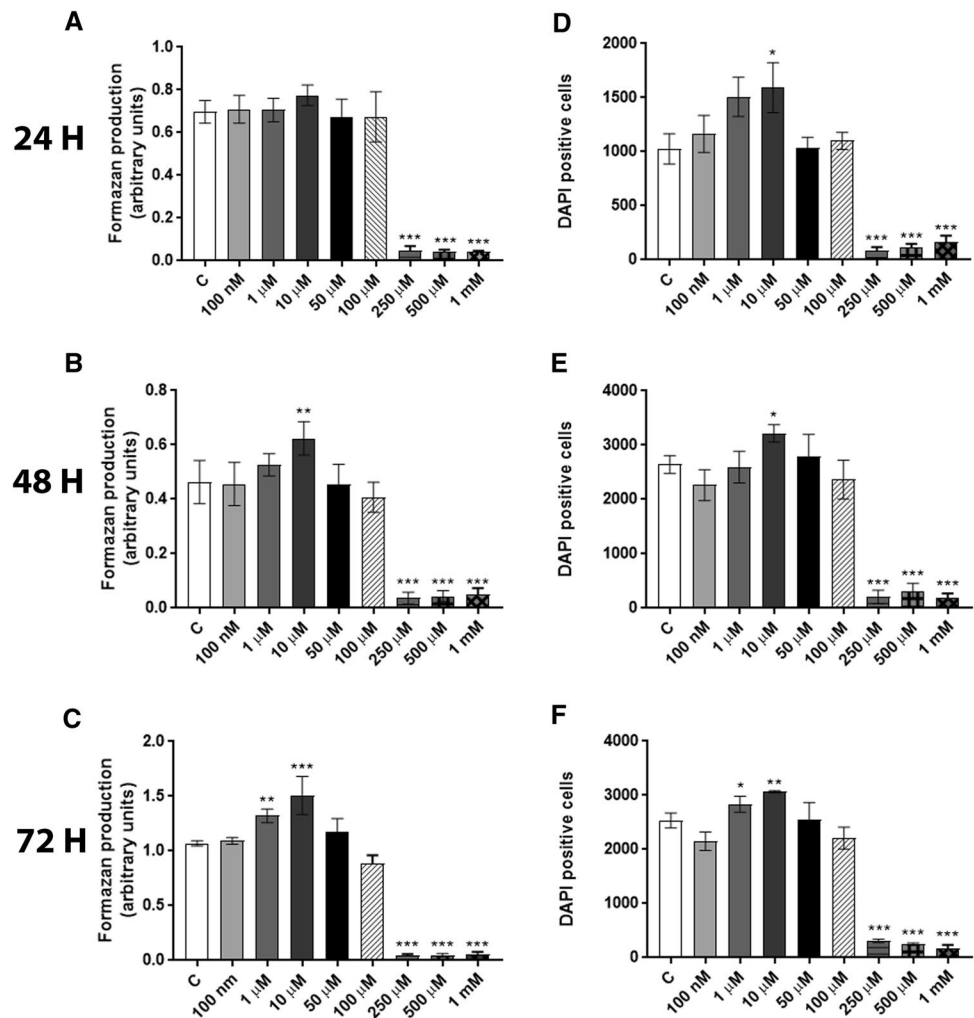 A
24 H
Formazan production
(arbitrary units)
1.0
0.8
0.6
0.4
0.2
0.0
*** *** ***
C 100 nM 1 μM 10 μM 50 μM 100 μM 250 μM 500 μM 1 mM
D
DAPI positive cells
2000
1500
1000
500
0
* *** *** ***
C 100 nM 1 μM 10 μM 50 μM 100 μM 250 μM 500 μM 1 mM
B
48 H
Formazan production
(arbitrary units)
0.8
0.6
0.4
0.2
0.0
** *** *** ***
C 100 nM 1 μM 10 μM 50 μM 100 μM 250 μM 500 μM 1 mM
E
DAPI positive cells
4000
3000
2000
1000
0
* *** *** ***
C 100 nM 1 μM 10 μM 50 μM 100 μM 250 μM 500 μM 1 mM
C
72 H
Formazan production
(arbitrary units)
2.0
1.5
1.0
0.5
0.0
** *** *** *** ***
C 100 nm 1 μM 10 μM 50 μM 100 μM 250 μM 500 μM 1 mM
F
DAPI positive cells
4000
3000
2000
1000
0
* ** *** *** ***
C 100 nM 1 μM 10 μM 50 μM 100 μM 250 μM 500 μM 1 mM